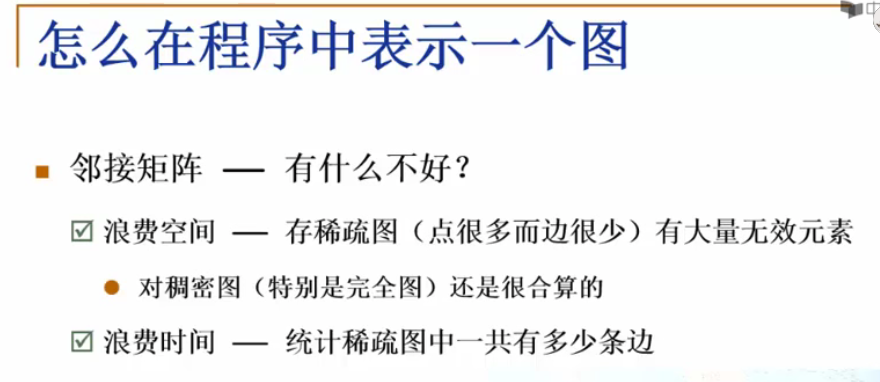 怎么在程序中表示一个图
邻接矩阵 — 有什么不好？
浪费空间 — 存稀疏图（点很多而边很少）有大量无效元素
对稠密图（特别是完全图）还是很合算的
浪费时间 — 统计稀疏图中一共有多少条边